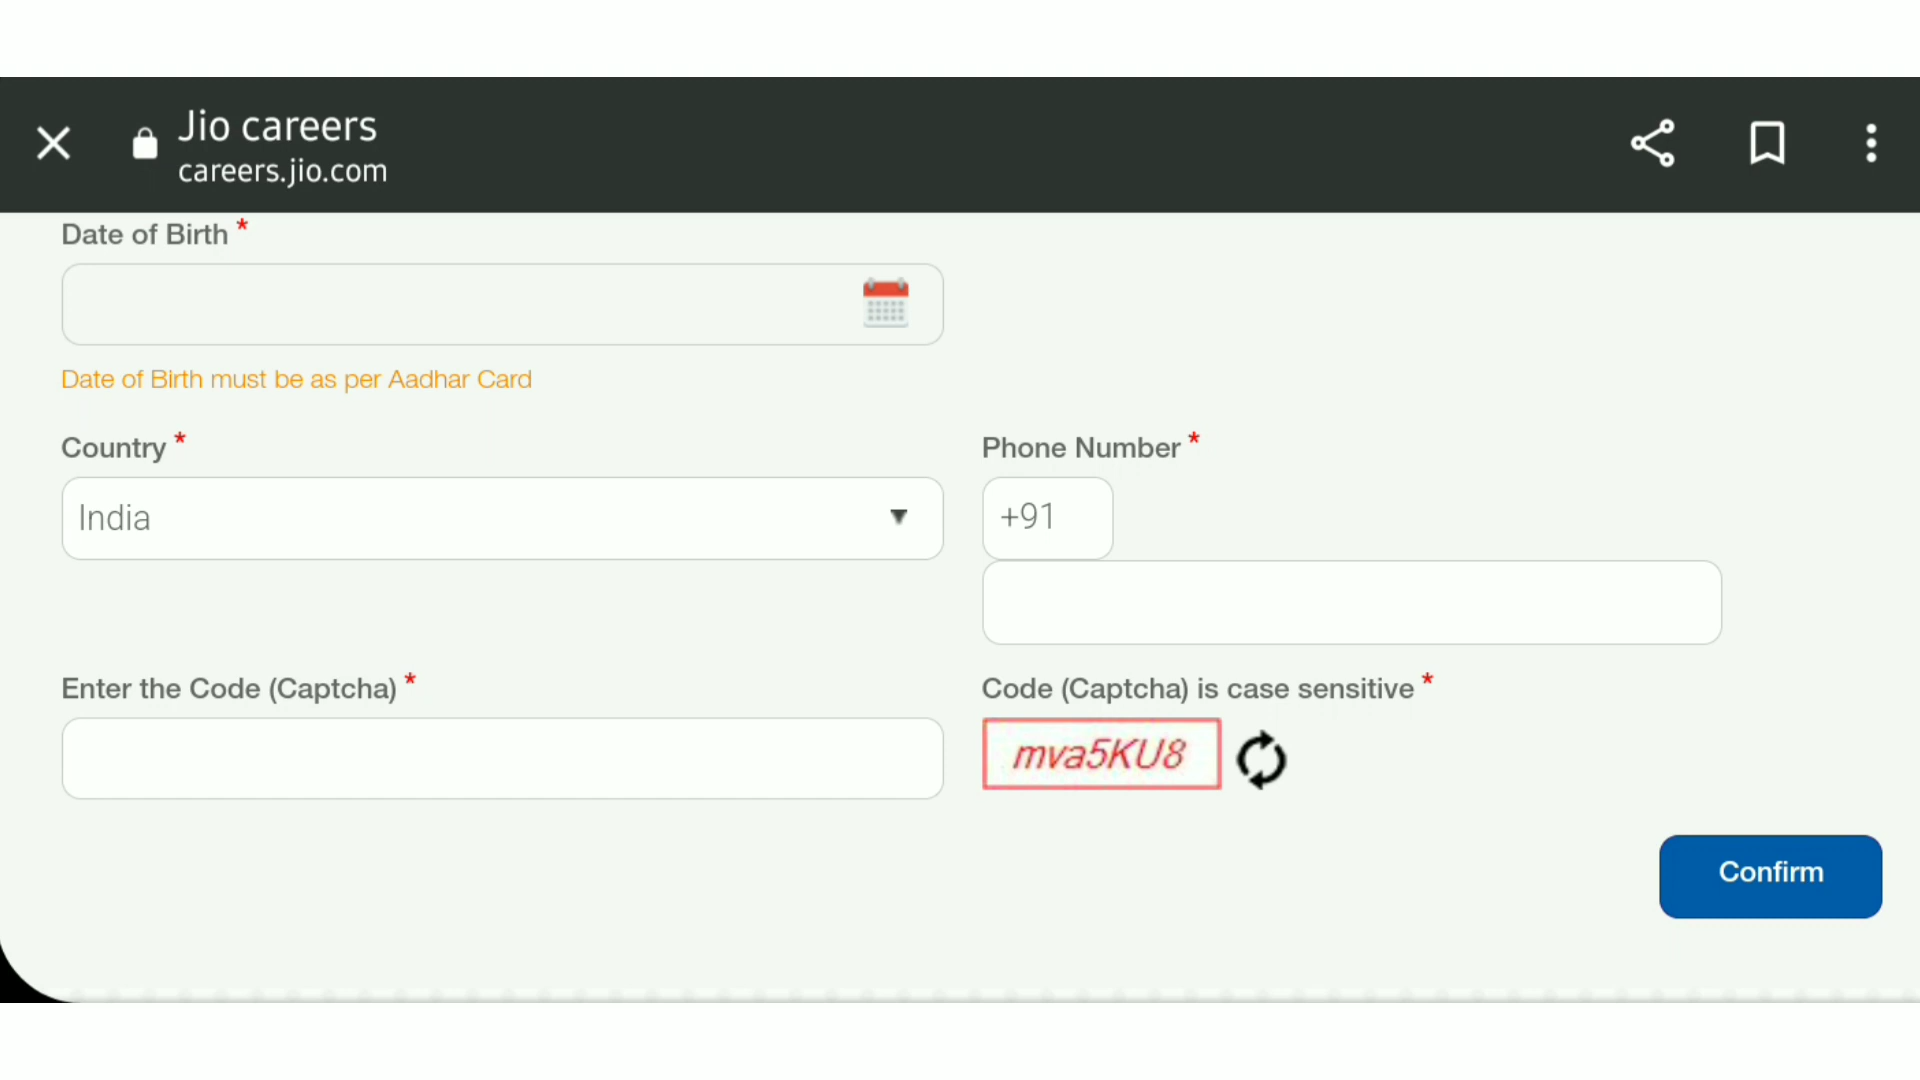 Jio careers
careers.jio.com
Date of Birth *
Date of Birth must be as per Aadhar Card
Country *
India
Phone Number *
+91
Enter the Code (Captcha) *
Code (Captcha) is case sensitive *
mva5KU8
Confirm